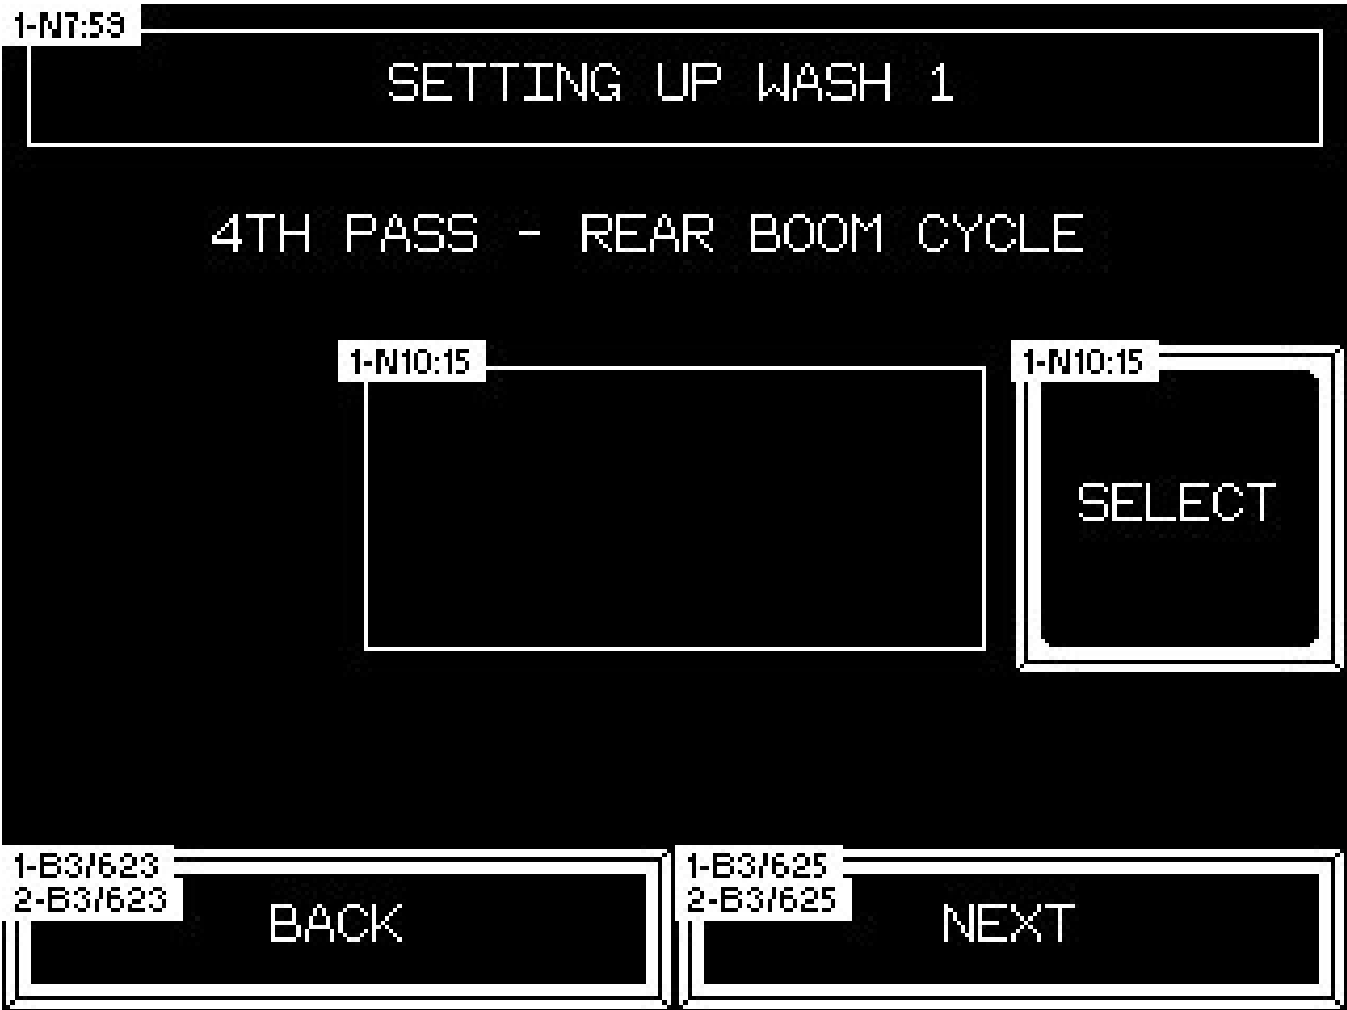 1-N7:59
SETTING UP WASH 1
4TH PASS - REAR BOOM CYCLE
1-N10:15
1-N10:15
SELECT
1-B3/623
2-B3/623
BACK
1-B3/625
2-B3/625
NEXT